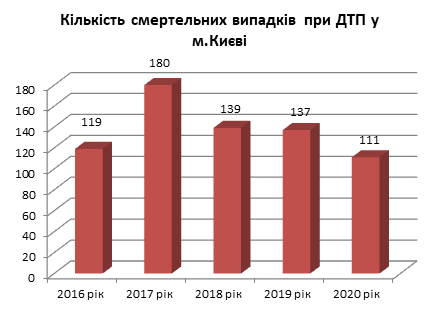 Кількість смертельних випадків при ДТП у
м.Києві
180
160
140
120
100
80
60
40
20
0
119
180
139
137
111
2016 рік
2017 рік
2018 рік
2019 рік
2020 рік